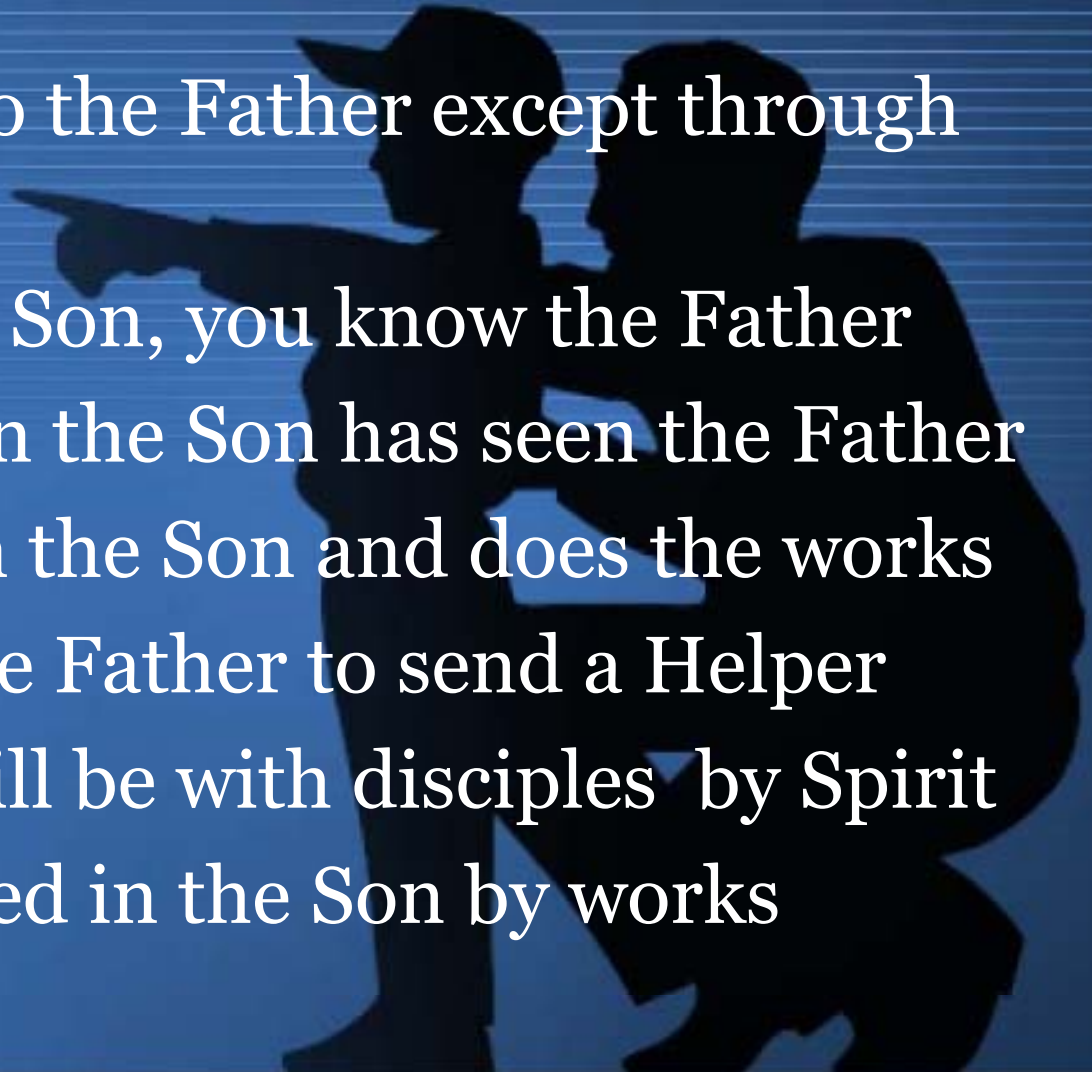 o the Father except through
Son, you know the Father
n the Son has seen the Father
the Son and does the works
e Father to send a Helper
ill be with disciples by Spirit
ed in the Son by works